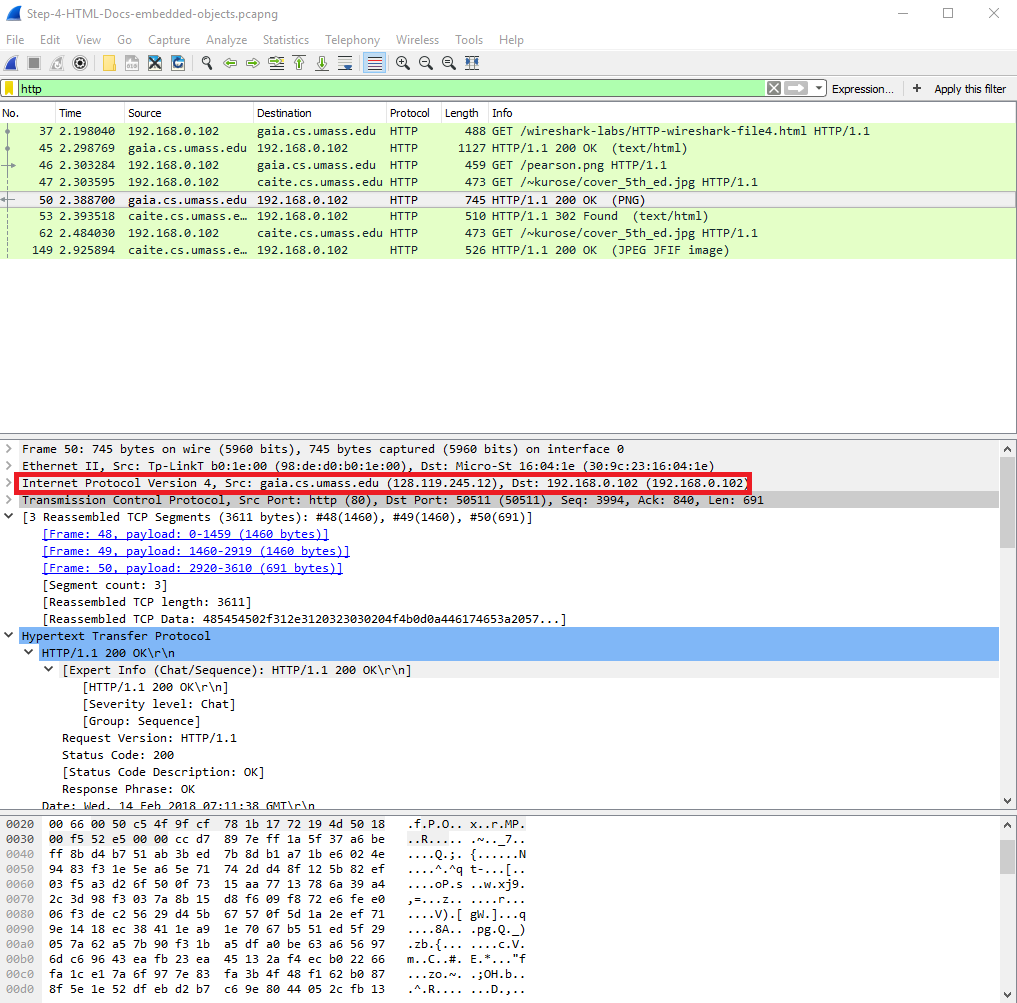 Step-4-HTML-Docs-embedded-objects.pcapng
File Edit View Go Capture Analyze Statistics Telephony Wireless Tools Help
http Expression... + Apply this filter
No. Time Source Destination Protocol Length Info
37 2.198040 192.168.0.102 gaia.cs.umass.edu HTTP 488 GET /wireshark-labs/HTTP-wireshark-file4.html HTTP/1.1
45 2.298769 gaia.cs.umass.edu 192.168.0.102 HTTP 1127 HTTP/1.1 200 OK (text/html)
46 2.303284 192.168.0.102 gaia.cs.umass.edu HTTP 459 GET /pearson.png HTTP/1.1
47 2.303595 192.168.0.102 caite.cs.umass.edu HTTP 473 GET /~kurose/cover_5th_ed.jpg HTTP/1.1
50 2.388700 gaia.cs.umass.edu 192.168.0.102 HTTP 745 HTTP/1.1 200 OK (PNG)
53 2.393518 caite.cs.umass.e… 192.168.0.102 HTTP 510 HTTP/1.1 302 Found (text/html)
62 2.484030 192.168.0.102 caite.cs.umass.edu HTTP 473 GET /~kurose/cover_5th_ed.jpg HTTP/1.1
149 2.925894 caite.cs.umass.e… 192.168.0.102 HTTP 526 HTTP/1.1 200 OK (JPEG JFIF image)
Frame 50: 745 bytes on wire (5960 bits), 745 bytes captured (5960 bits) on interface 0
Ethernet II, Src: Tp-LinkT_b0:1e:00 (98:de:d0:b0:1e:00), Dst: Micro-St_16:04:1e (30:9c:23:16:04:1e)
Internet Protocol Version 4, Src: gaia.cs.umass.edu (128.119.245.12), Dst: 192.168.0.102 (192.168.0.102)
Transmission Control Protocol, Src Port: http (80), Dst Port: 50511 (50511), Seq: 3994, Ack: 840, Len: 691
[3 Reassembled TCP Segments (3611 bytes): #48(1460), #49(1460), #50(691)]
[Frame: 48, payload: 0-1459 (1460 bytes)]
[Frame: 49, payload: 1460-2919 (1460 bytes)]
[Frame: 50, payload: 2920-3610 (691 bytes)]
[Segment count: 3]
[Reassembled TCP length: 3611]
[Reassembled TCP Data: 485454502f312e3120323030204f4b0d0a446174653a2057...]
Hypertext Transfer Protocol
HTTP/1.1 200 OK\r\n
[Expert Info (Chat/Sequence): HTTP/1.1 200 OK\r\n]
[HTTP/1.1 200 OK\r\n]
[Severity level: Chat]
[Group: Sequence]
Request Version: HTTP/1.1
Status Code: 200
[Status Code Description: OK]
Response Phrase: OK
Date: Wed, 14 Feb 2018 07:11:38 GMT\r\n
0020 00 66 00 50 c5 4f 9f cf 78 1b 17 72 19 4d 50 18 .f.P.O.. x..r.MP.
0030 00 f5 52 e5 00 00 cc d7 89 7e ff 1a 5f 37 a6 be ..R..... .~.._7..
0040 ff 8b d4 b7 51 ab 3b ed 7b 8d b1 a7 1b e6 02 4e ....Q.;. {......N
0050 94 83 f3 1e 5e a6 5e 71 74 2d d4 8f 12 5b 82 ef ....^.^q t-...[..
0060 03 f5 a3 d2 6f 50 0f 73 15 aa 77 13 78 6a 39 a4 ....oP.s ..w.xj9.
0070 2c 3d 98 f3 03 7a 8b 15 d8 f6 09 f8 72 e6 fe e0 ,=...z.. ....r...
0080 06 f3 de c2 56 29 d4 5b 67 57 0f 5d 1a 2e ef 71 ....V).[ gW.]...q
0090 9e 14 18 ec 38 41 1e a9 1e 70 67 b5 51 ed 5f 29 ....8A.. .pg.Q._)
00a0 05 7a 62 a5 7b 90 f3 1b a5 df a0 be 63 a6 56 97 .zb.{... ....c.V.
00b0 6d c6 96 43 ea fb 23 ea 45 13 2a f4 ec b0 22 66 m..C..#. E.*..."f
00c0 fa 1c e1 7a 6f 97 7e 83 fa 3b 4f 48 f1 62 b0 87 ...zo.~. .;OH.b..
00d0 8f 5e 1e 52 df eb d2 b7 c6 9e 80 44 05 2c fb 13 .^.R.... ...D.,..